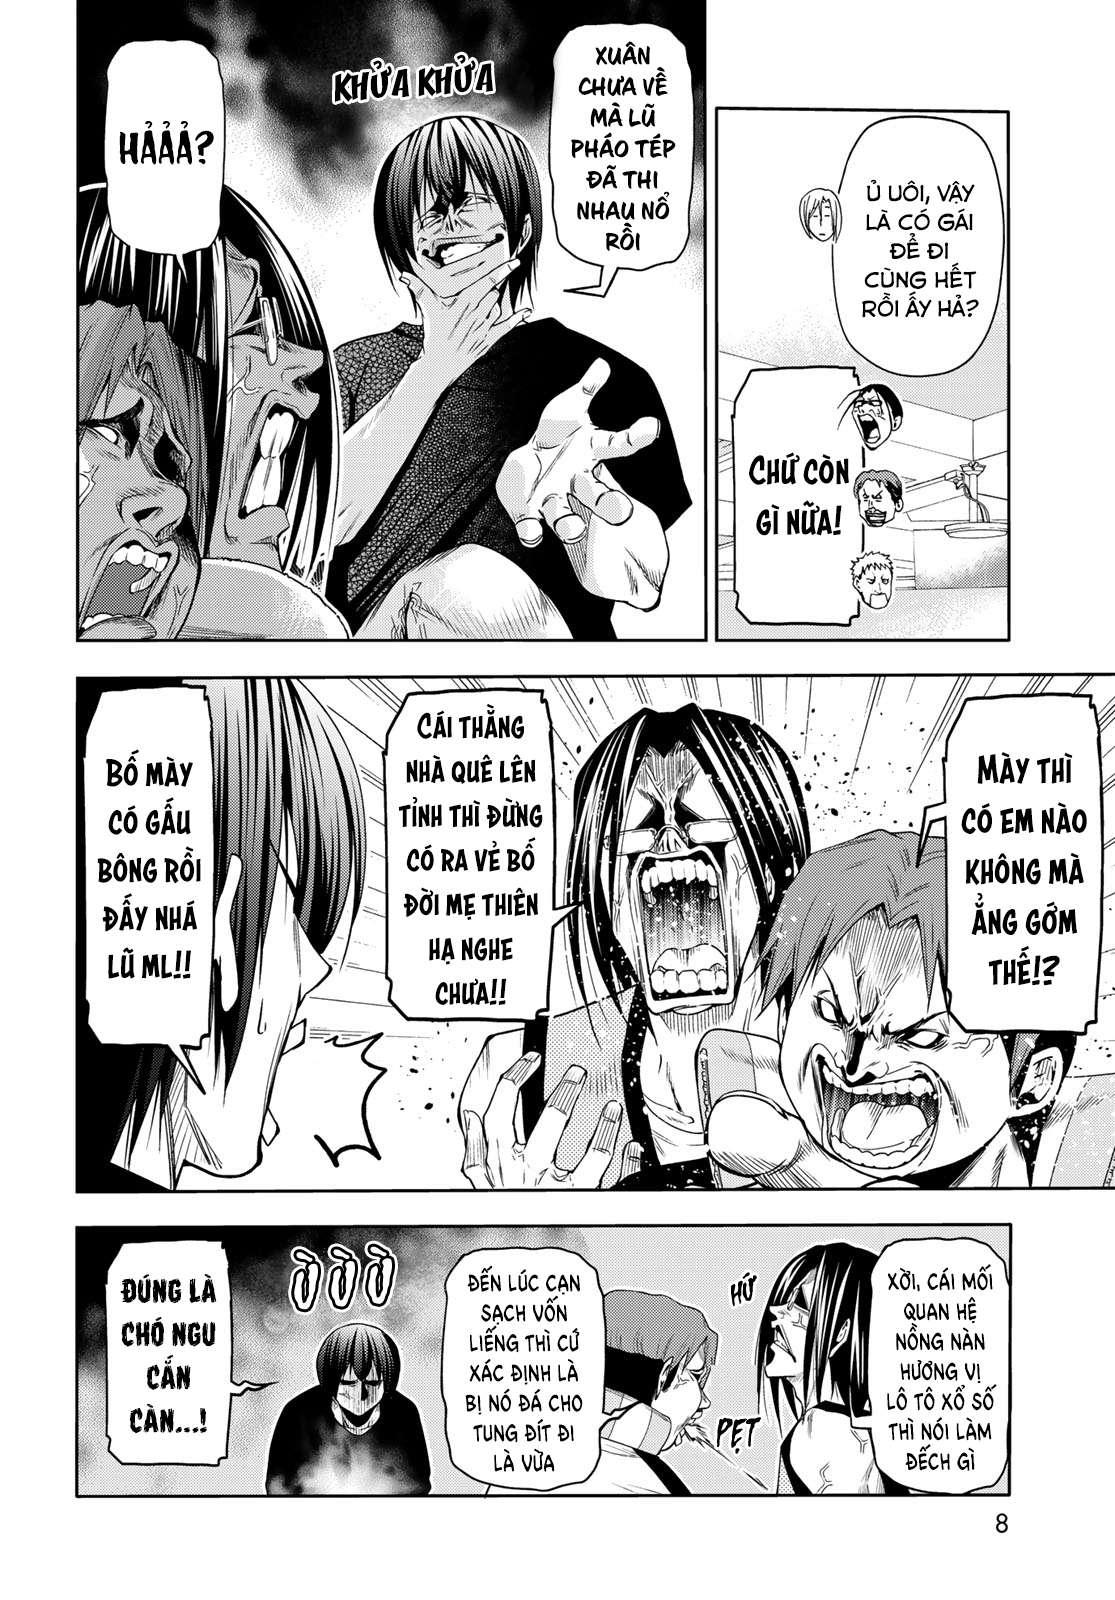 Ủ UÔI, VẬY
LÀ CÓ GÁI
ĐỂ ĐI
CÙNG HẾT
RỒI ẤY HẢ?
CHỨ CÒN
GÌ NỮA!
XUÂN
CHƯA VỀ
MÀ LŨ
PHÁO TÉP
ĐÃ THI
NHAU NỔ
RỒI
KHỬA KHỬA
HẢẢẢ?
MÀY THÌ
CÓ EM NÀO
KHÔNG MÀ
ẲNG GỚM
THẾ!?
CÁI THẰNG
NHÀ QUÊ LÊN
TỈNH THÌ ĐỪNG
CÓ RA VẺ BỐ
ĐỜI MẸ THIÊN
HẠ NGHE
CHƯA!!
BỐ MÀY
CÓ GẤU
BÔNG RỒI
ĐẤY NHÁ
LŨ ML!!
XỜI, CÁI MỐI
QUAN HỆ
NỒNG NÀN
HƯƠNG VỊ
LÔ TÔ XỔ SỐ
THÌ NÓI LÀM
ĐẾCH GÌ
HỨ
PẸT
ĐẾN LÚC CẠN
SẠCH VỐN
LIẾNG THÌ CỨ
XÁC ĐỊNH LÀ
BỊ NÓ ĐÁ CHO
TUNG ĐÍT ĐI
LÀ VỪA
ÙÙÙ
ĐÚNG LÀ
CHÓ NGU
CẮN
CÀN...!
8